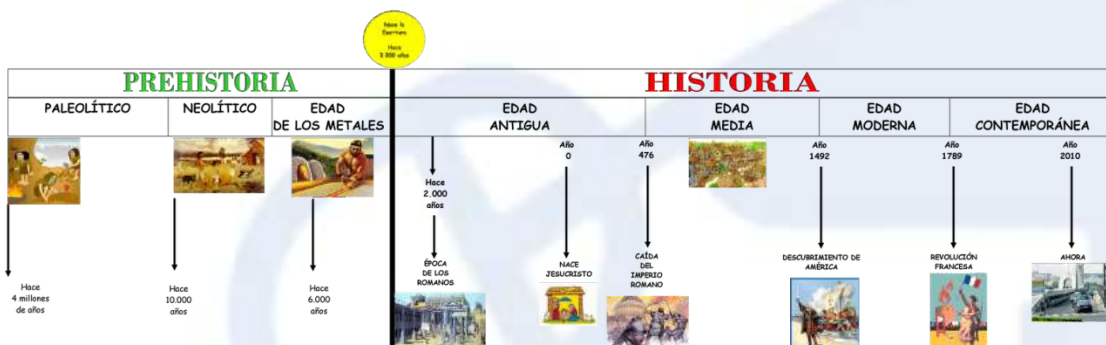 Nace la
Escritura
Hace
5.000 años
PREHISTORIA
HISTORIA
PALEOLÍTICO
NEOLÍTICO
EDAD
DE LOS METALES
EDAD
ANTIGUA
EDAD
MEDIA
EDAD
MODERNA
EDAD
CONTEMPORÁNEA
Año
0
Año
476
Año
1492
Año
1789
Año
2010
Hace
2.000
años
ÉPOCA
DE LOS
ROMANOS
NACE
JESUCRISTO
CAÍDA
DEL
IMPERIO
ROMANO
DESCUBRIMIENTO DE
AMÉRICA
REVOLUCIÓN
FRANCESA
AHORA
Hace
4 millones
de años
Hace
10.000
años
Hace
6.000
años